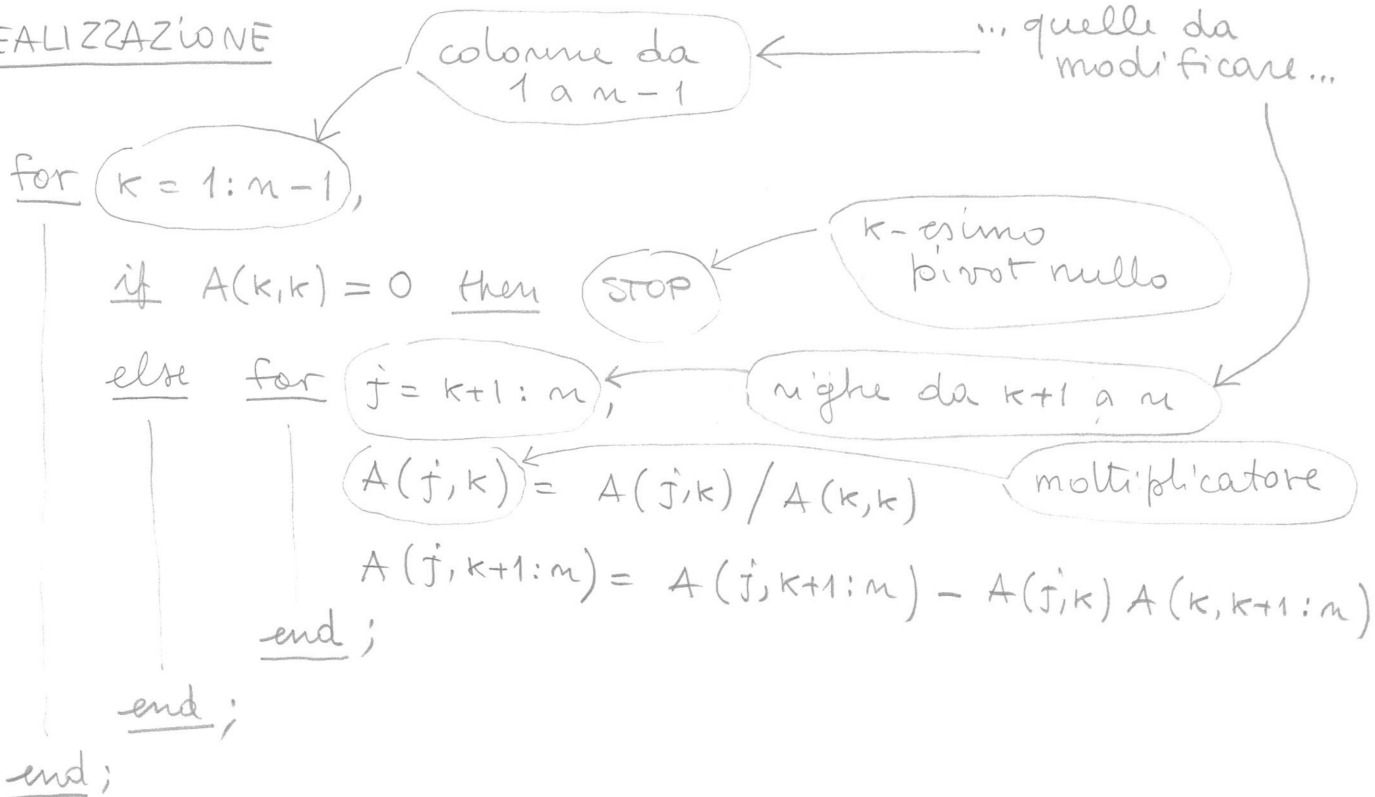 EALIZZAZIONE
colonne da
1 a n-1
... quelle da
modificare...
for k = 1:n-1,
k-esimo
pivot nullo
if A(k,k) = 0 then STOP
else for j = k+1 : n,
righe da k+1 a n
A(j,k) = A(j,k) / A(k,k)
moltiplicatore
A(j,k+1:n) = A(j,k+1:n) - A(j,k) A(k,k+1:n)
end;
end;
end;